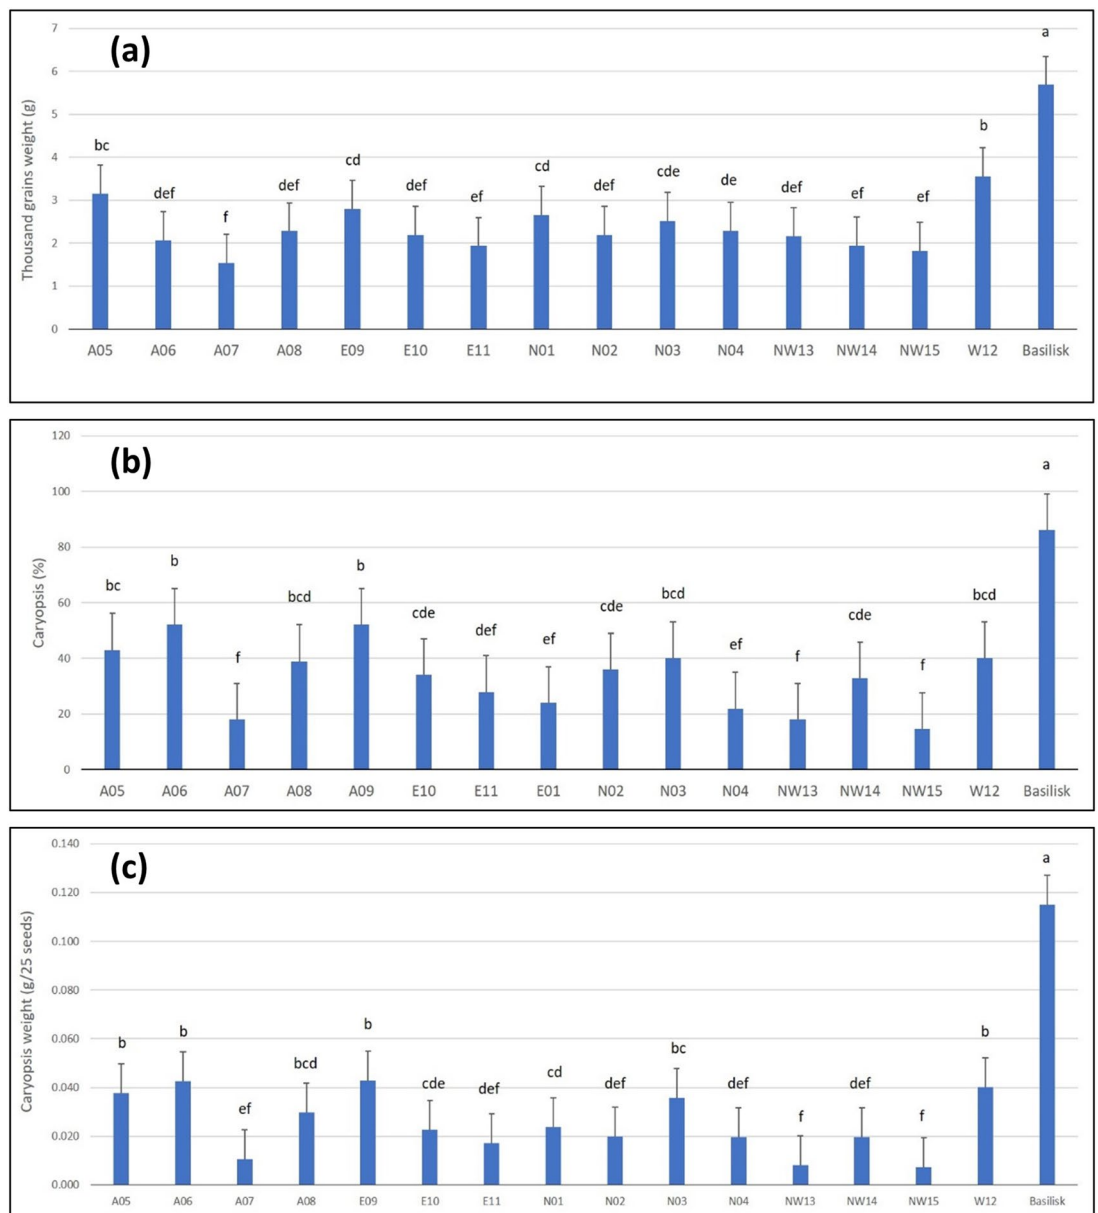 (a)
Thousand grains weight (g)
7
6
5
4
3
2
1
0
bc
def
f
def
cd
def
ef
cd
def
cde
de
def
ef
ef
b
a
A05 A06 A07 A08 E09 E10 E11 N01 N02 N03 N04 NW13 NW14 NW15 W12 Basilisk
(b)
Caryopsis (%)
120
100
80
60
40
20
0
bc
b
f
bcd
b
cde
def
ef
cde
bcd
ef
f
cde
f
bcd
a
A05 A06 A07 A08 A09 E10 E11 E01 N02 N03 N04 NW13 NW14 NW15 W12 Basilisk
(c)
Caryopsis weight (g/25 seeds)
0.140
0.120
0.100
0.080
0.060
0.040
0.020
0.000
b
b
ef
bcd
b
cde
def
cd
def
bc
def
f
def
f
b
a
A05 A06 A07 A08 E09 E10 E11 N01 N02 N03 N04 NW13 NW14 NW15 W12 Basilisk